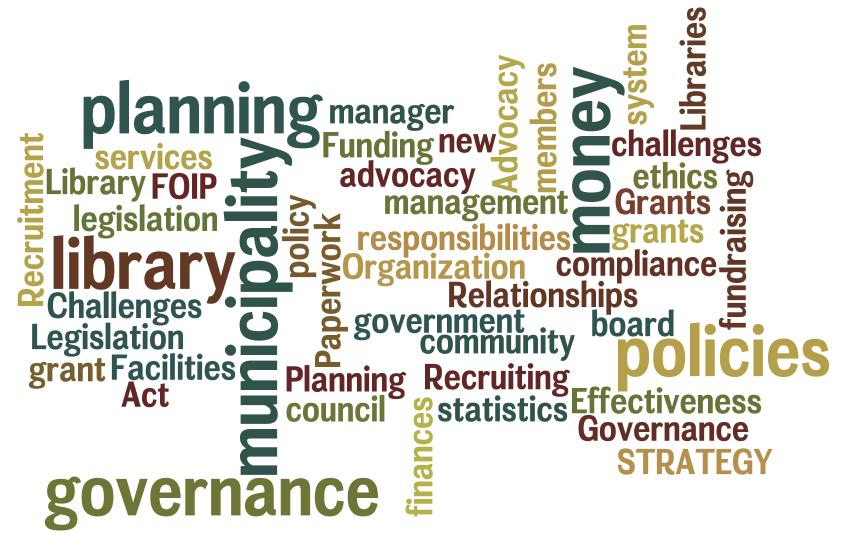 Libraries
system
Advocacy
members
money
planning
manager
Funding
new
challenges
services
advocacy
ethics
Recruitment
Library
FOIP
management
Grants
legislation
municipality
policy
Paperwork
responsibilities
grants
fundraising
library
Organization
compliance
Relationships
Challenges
government
board
Legislation
community
policies
grant
Facilities
Planning
Recruiting
Act
council
finances
statistics
Effectiveness
Governance
STRATEGY
governance